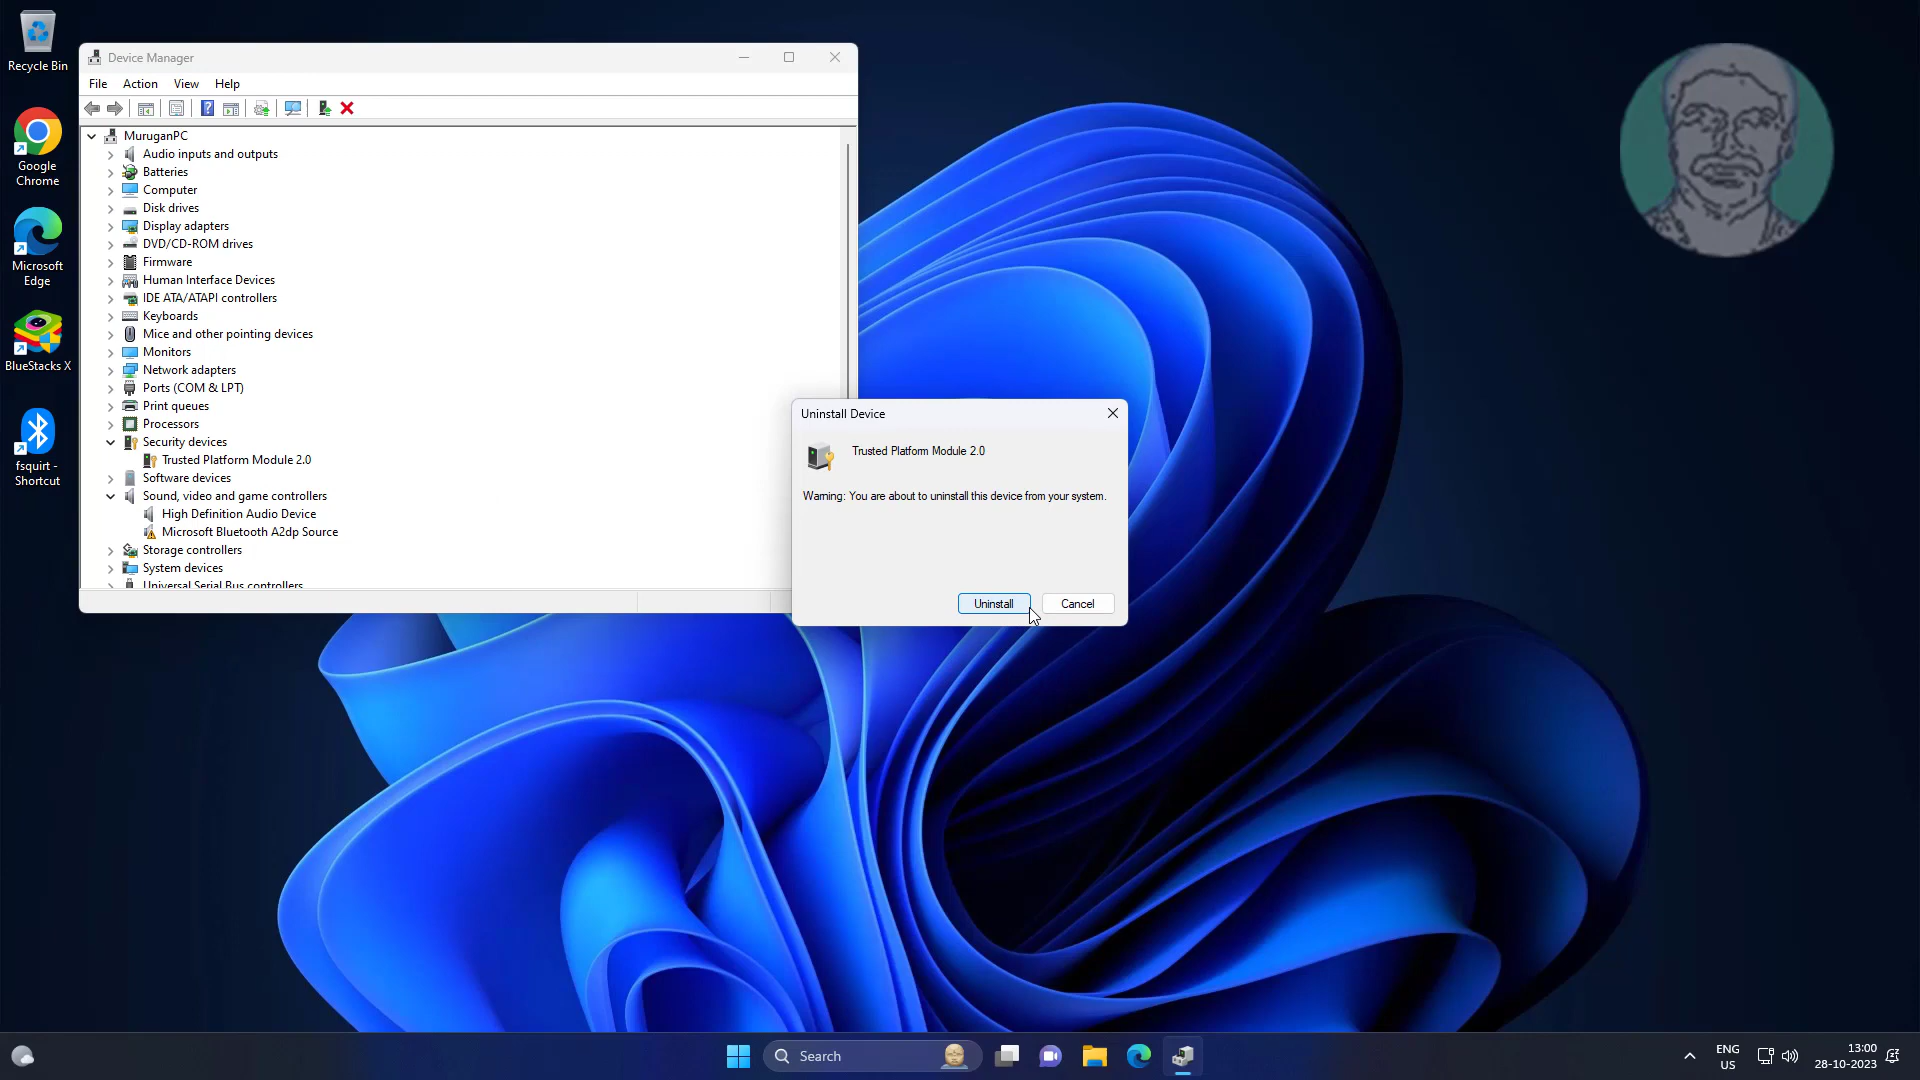 Recycle Bin
Google
Chrome
Microsoft
Edge
BlueStacks X
fsquirt -
Shortcut
Device Manager
File Action View Help
MuruganPC
Audio inputs and outputs
Batteries
Computer
Disk drives
Display adapters
DVD/CD-ROM drives
Firmware
Human Interface Devices
IDE ATA/ATAPI controllers
Keyboards
Mice and other pointing devices
Monitors
Network adapters
Ports (COM & LPT)
Print queues
Processors
Security devices
Trusted Platform Module 2.0
Software devices
Sound, video and game controllers
High Definition Audio Device
Microsoft Bluetooth A2dp Source
Storage controllers
System devices
Universal Serial Bus controllers
Uninstall Device
Trusted Platform Module 2.0
Warning: You are about to uninstall this device from your system.
Uninstall Cancel
Search
ENG
US
13:00
28-10-2023